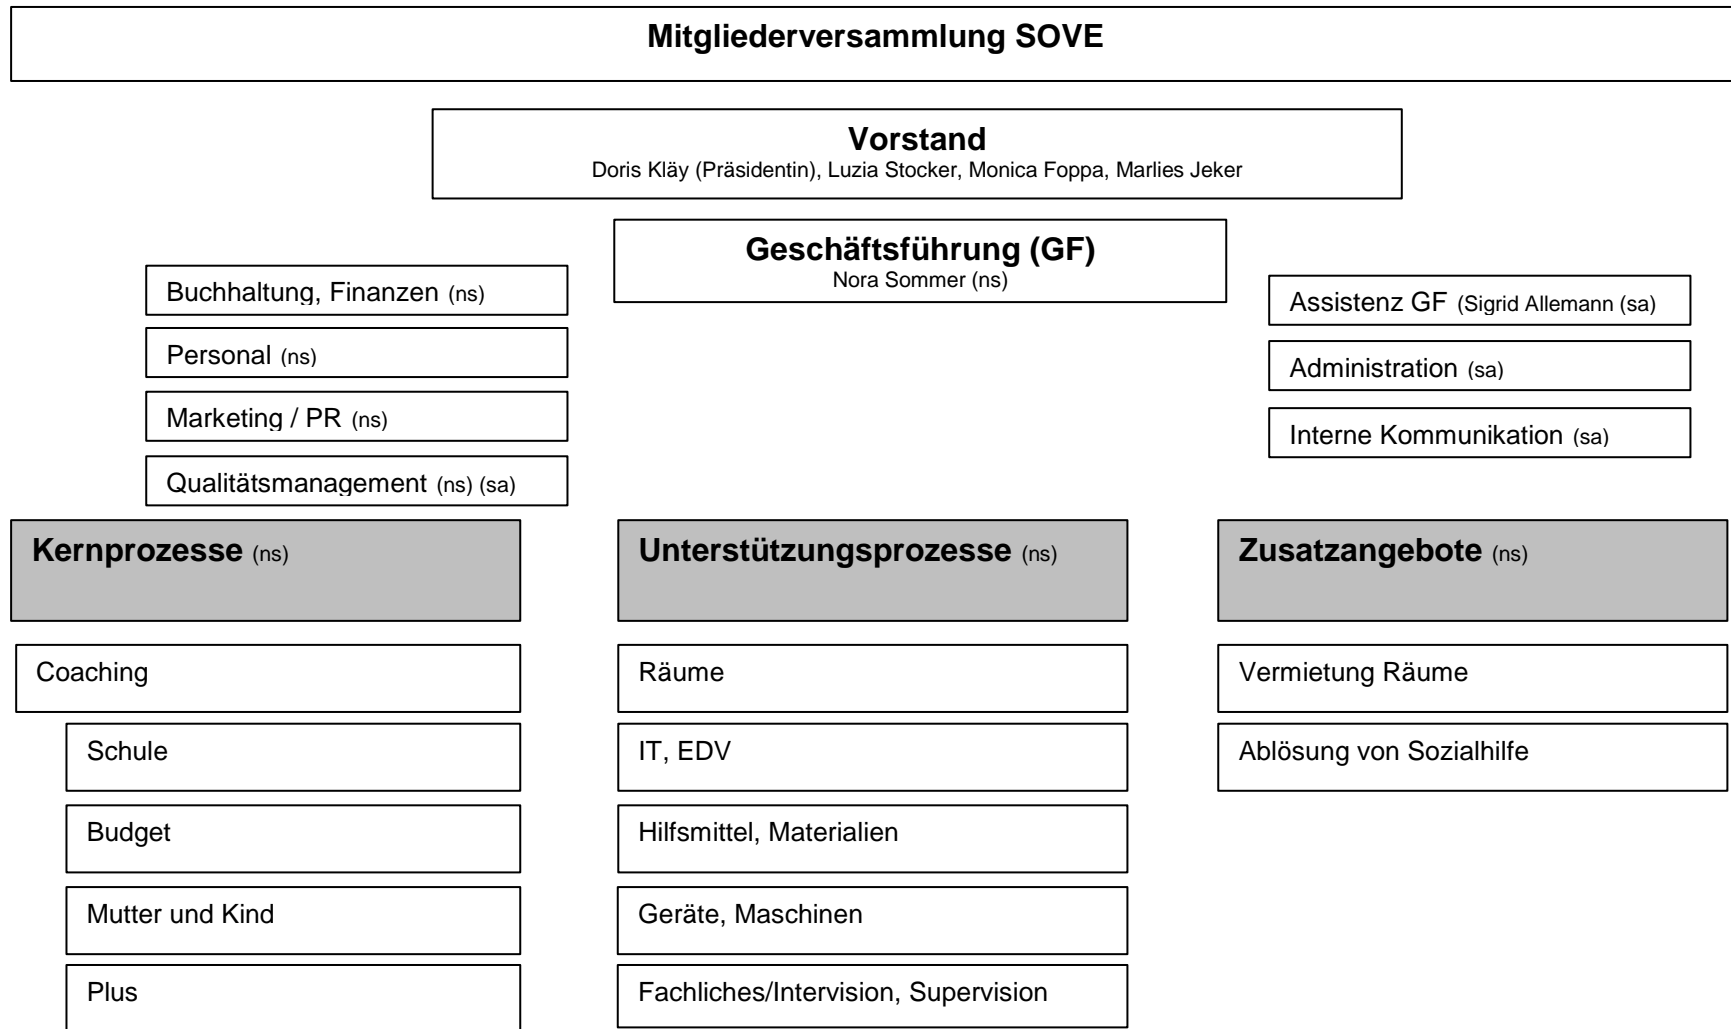 Mitgliederversammlung SOVE
Vorstand
Doris Kläy (Präsidentin), Luzia Stocker, Monica Foppa, Marlies Jeker
Geschäftsführung (GF)
Nora Sommer (ns)
Buchhaltung, Finanzen (ns)
Personal (ns)
Marketing / PR (ns)
Qualitätsmanagement (ns) (sa)
Assistenz GF (Sigrid Allemann (sa)
Administration (sa)
Interne Kommunikation (sa)
Kernprozesse (ns)
Coaching
Schule
Budget
Mutter und Kind
Plus
Unterstützungsprozesse (ns)
Räume
IT, EDV
Hilfsmittel, Materialien
Geräte, Maschinen
Fachliches/Intervision, Supervision
Zusatzangebote (ns)
Vermietung Räume
Ablösung von Sozialhilfe